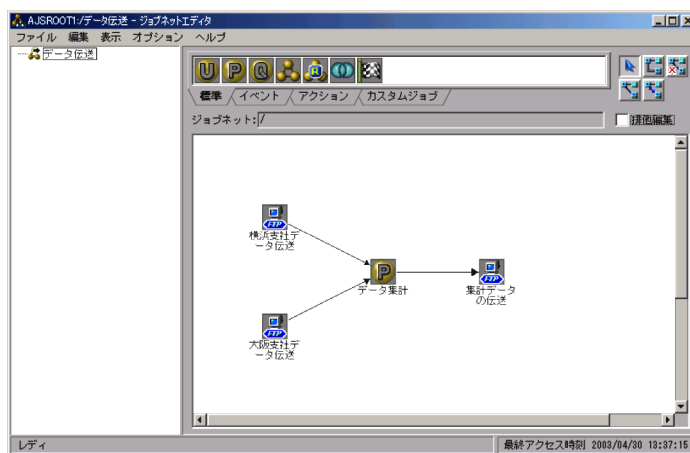 AJSROOT1:/データ伝送 - ジョブネットエディタ
ファイル 編集 表示 オプション ヘルプ
データ伝送
U P Q
標準 イベント アクション カスタムジョブ
ジョブネット: / 排他編集
FTP
横浜支社デ
ータ伝送
P
データ集計
FTP
集計データ
の伝送
FTP
大阪支社デ
ータ伝送
レディ
最終アクセス時刻 2003/04/30 13:37:15